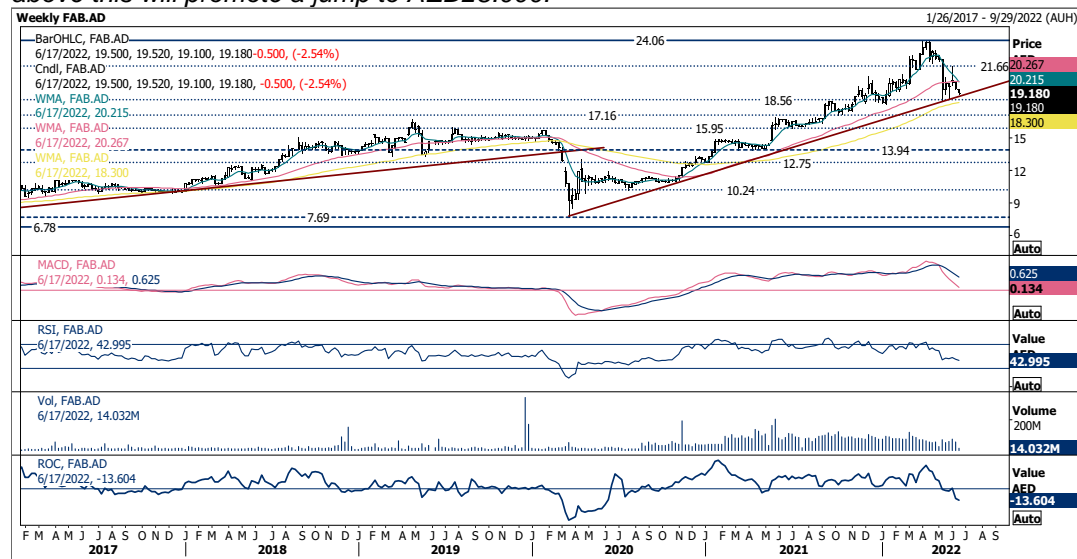 Weekly FAB.AD
1/26/2017 - 9/29/2022 (AUH)
BarOHLC, FAB.AD
6/17/2022, 19.500, 19.520, 19.100, 19.180, -0.500, (-2.54%)
Cndl, FAB.AD
6/17/2022, 19.500, 19.520, 19.100, 19.180, -0.500, (-2.54%)
WMA, FAB.AD
6/17/2022, 20.215
WMA, FAB.AD
6/17/2022, 20.267
WMA, FAB.AD
6/17/2022, 18.300
24.06
21.66
18.56
17.16
15.95
13.94
12.75
10.24
7.69
6.78
Price
20.267
20.215
19.180
19.180
18.300
15
12
9
6
Auto
MACD, FAB.AD
6/17/2022, 0.134, 0.625
0.625
0.134
Auto
RSI, FAB.AD
6/17/2022, 42.995
Value
42.995
Auto
Vol, FAB.AD
6/17/2022, 14.032M
Volume
200M
14.032M
ROC, FAB.AD
6/17/2022, -13.604
Value
AED
-13.604
Auto
F M A M J J A S O N D J F M A M J J A S O N D J F M A M J J A S O N D J F M A M J J A S O N D J F M A M J J A S O N D J F M A M J J A S
2017 2018 2019 2020 2021 2022